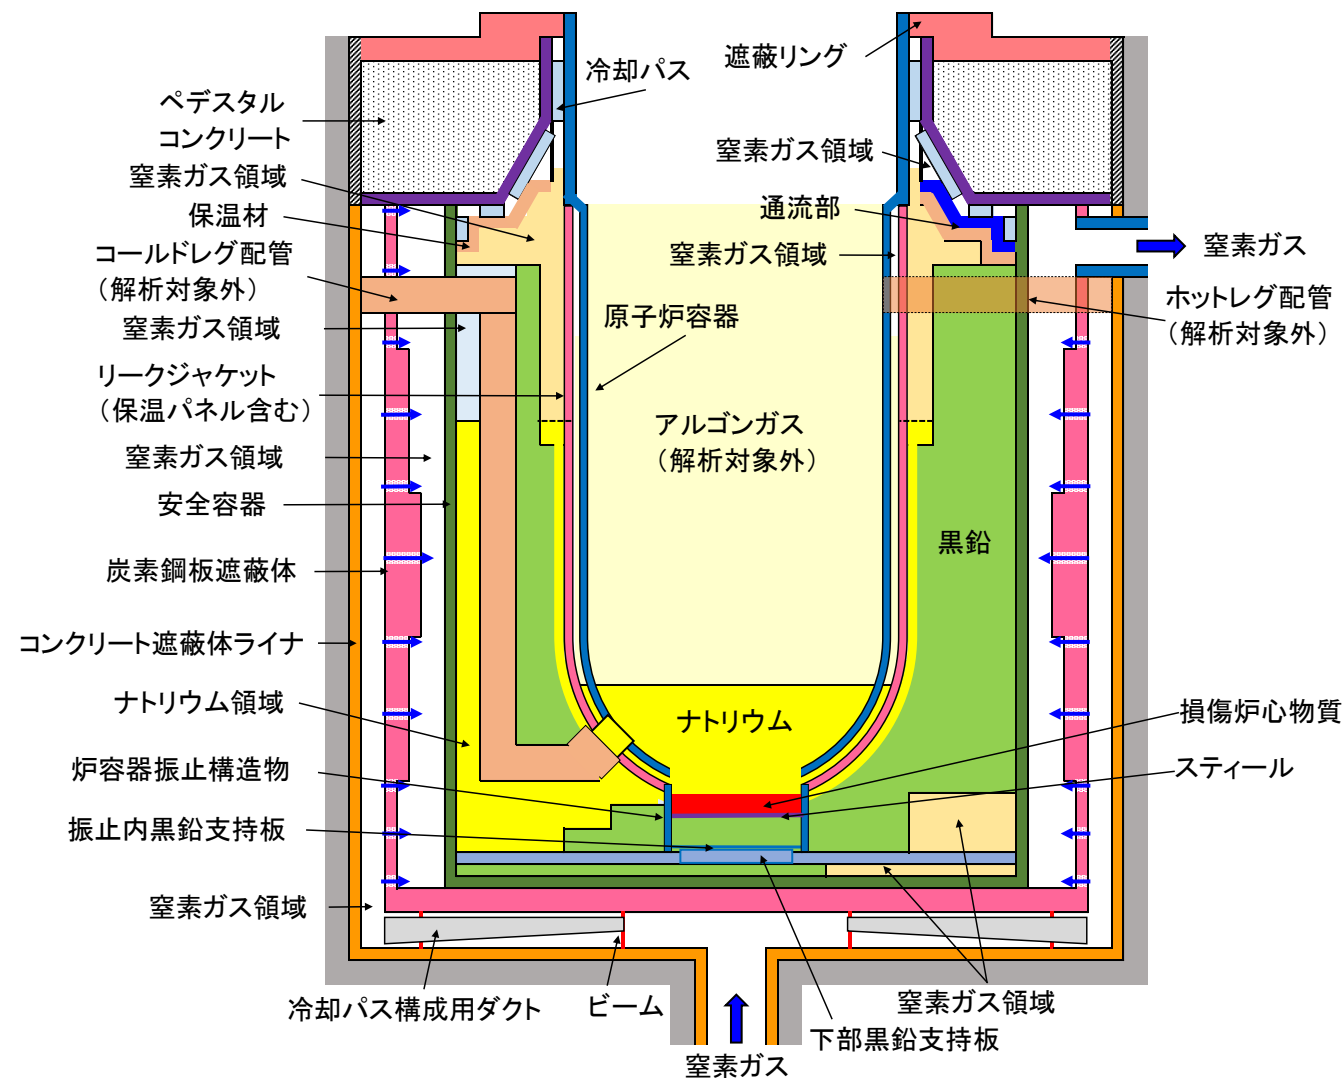 遮蔽リング
冷却パス
ペデスタル
コンクリート
窒素ガス領域
窒素ガス領域
保温材
通流部
コールドレグ配管
（解析対象外）
窒素ガス領域
窒素ガス
ホットレグ配管
（解析対象外）
窒素ガス領域
原子炉容器
リークジャケット
（保温パネル含む）
アルゴンガス
（解析対象外）
窒素ガス領域
安全容器
黒鉛
炭素鋼板遮蔽体
コンクリート遮蔽体ライナ
ナトリウム領域
ナトリウム
損傷炉心物質
炉容器振止構造物
スティール
振止内黒鉛支持板
窒素ガス領域
冷却パス構成用ダクト
ビーム
窒素ガス領域
下部黒鉛支持板
窒素ガス